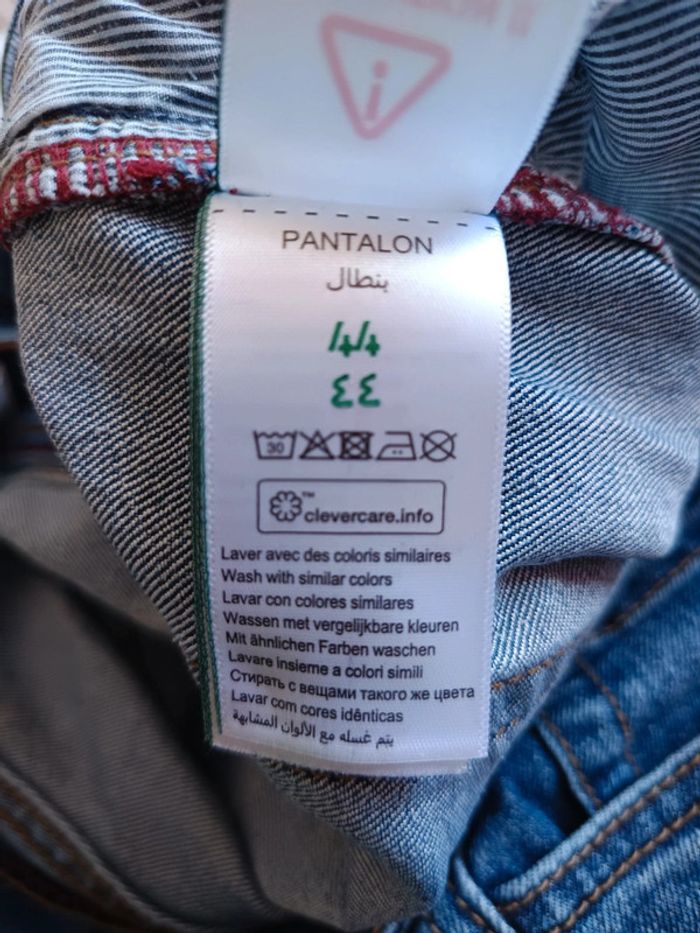 PANTALON
بنطال
44
٤٤
30
™
clevercare.info
Laver avec des coloris similaires
Wash with similar colors
Lavar con colores similares
Wassen met vergelijkbare kleuren
Mit ähnlichen Farben waschen
Lavare insieme a colori simili
Стирать с вещами такого же цвета
Lavar com cores idênticas
يتم غسله مع الألوان المشابهة